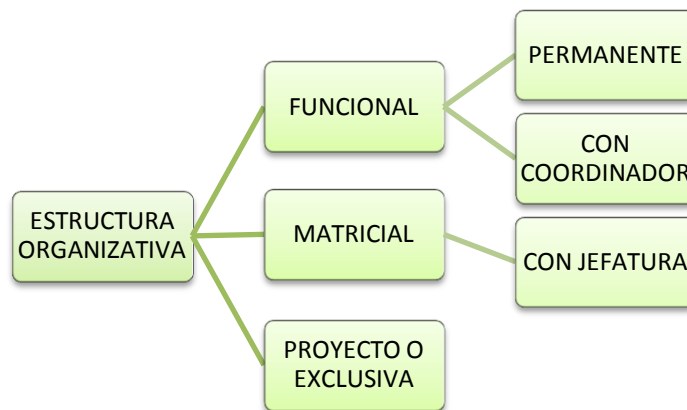 ESTRUCTURA
ORGANIZATIVA
FUNCIONAL
PERMANENTE
CON
COORDINADOR
MATRICIAL
CON JEFATURA
PROYECTO O
EXCLUSIVA